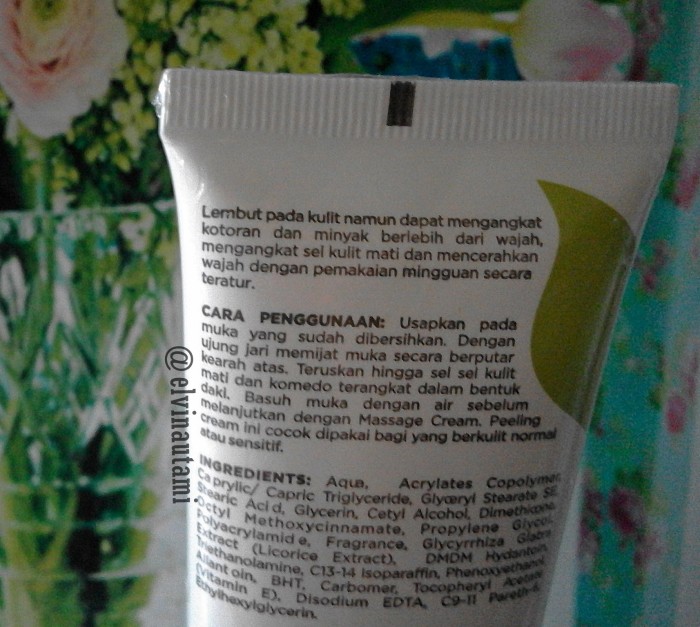 Lembut pada kulit namun dapat mengangkat
kotoran dan minyak berlebih dari wajah,
mengangkat sel kulit mati dan mencerahkan
wajah dengan pemakaian mingguan secara
teratur.
CARA PENGGUNAAN: Usapkan pada
muka yang sudah dibersihkan. Dengan
ujung jari memijat muka secara berputar
kearah atas. Teruskan hingga sel sel kulit
mati dan komedo terangkat dalam bentuk
daki. Basuh muka dengan air sebelum
melanjutkan dengan Massage Cream. Peeling
cream ini cocok dipakai bagi yang berkulit normal
atau sensitif.
INGREDIENTS: Aqua, Acrylates Copolymer,
Caprylic/ Capric Triglyceride, Glyceryl Stearate SE,
Stearic Acid, Glycerin, Cetyl Alcohol, Dimethicone,
Octyl Methoxycinnamate, Propylene Glycol,
Polyacrylamide, Fragrance, Glycyrrhiza Glabra
Extract (Licorice Extract), DMDM Hydantoin,
Triethanolamine, C13-14 Isoparaffin, Phenoxyethanol,
Allantoin, BHT, Carbomer, Tocopheryl Acetate
(Vitamin E), Disodium EDTA, C9-11 Pareth-6,
Ethylhexylglycerin.
@elvinautami